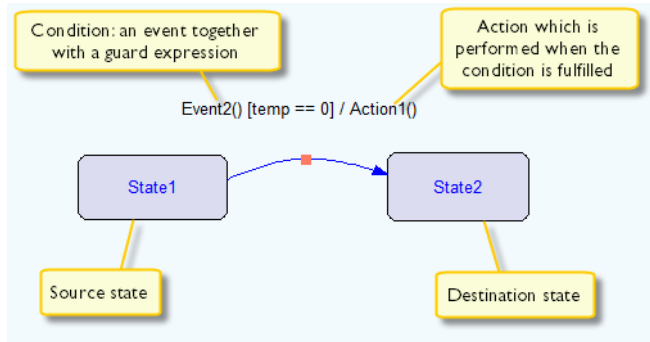 Condition: an event together
with a guard expression
Action which is
performed when the
condition is fulfilled
Event2() [temp == 0] / Action1()
State1
State2
Source state
Destination state